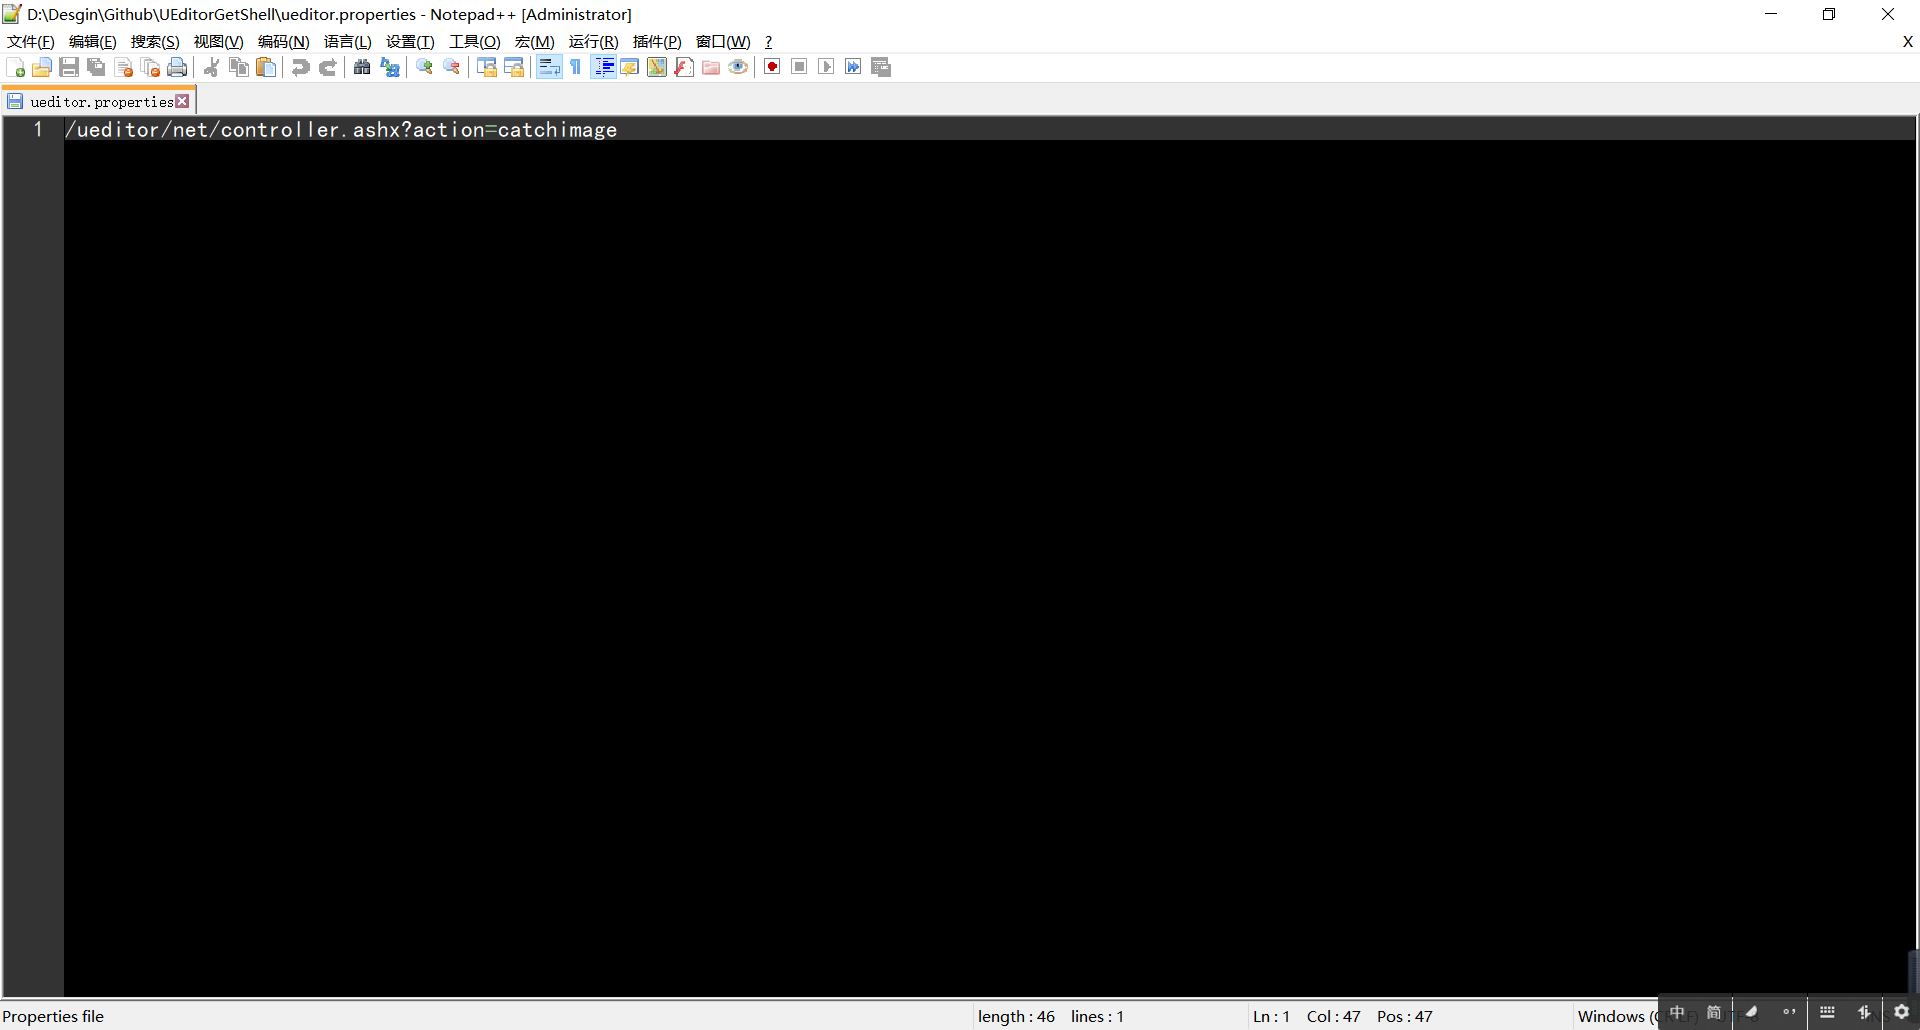 D:\Desgin\Github\UEditorGetShell\ueditor.properties - Notepad++ [Administrator]
文件(F) 编辑(E) 搜索(S) 视图(V) 编码(N) 语言(L) 设置(T) 工具(O) 宏(M) 运行(R) 插件(P) 窗口(W) ? X
ueditor.properties
1 /ueditor/net/controller.ashx?action=catchimage
Properties file length : 46 lines : 1 Ln : 1 Col : 47 Pos : 47 Windows (
中 简